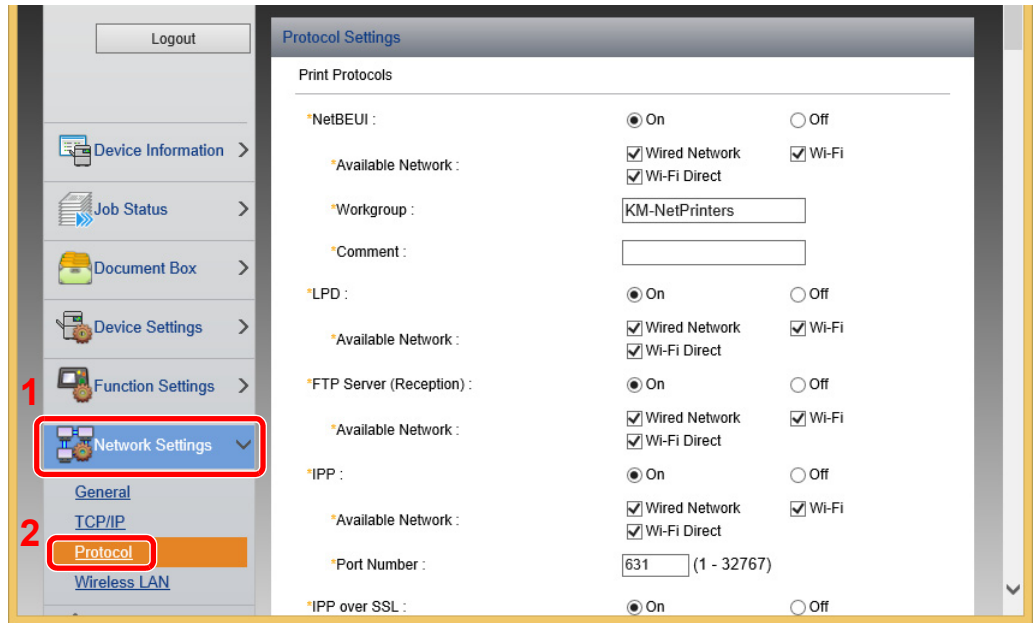 Logout
Device Information
Job Status
Document Box
Device Settings
1
Function Settings
Network Settings
General
TCP/IP
2
Protocol
Wireless LAN
Protocol Settings
Print Protocols
*NetBEUI : On Off
*Available Network : Wired Network Wi-Fi
Wi-Fi Direct
*Workgroup : KM-NetPrinters
*Comment :
*LPD : On Off
*Available Network : Wired Network Wi-Fi
Wi-Fi Direct
*FTP Server (Reception) : On Off
*Available Network : Wired Network Wi-Fi
Wi-Fi Direct
*IPP : On Off
*Available Network : Wired Network Wi-Fi
Wi-Fi Direct
*Port Number : 631 (1 - 32767)
*IPP over SSL : On Off